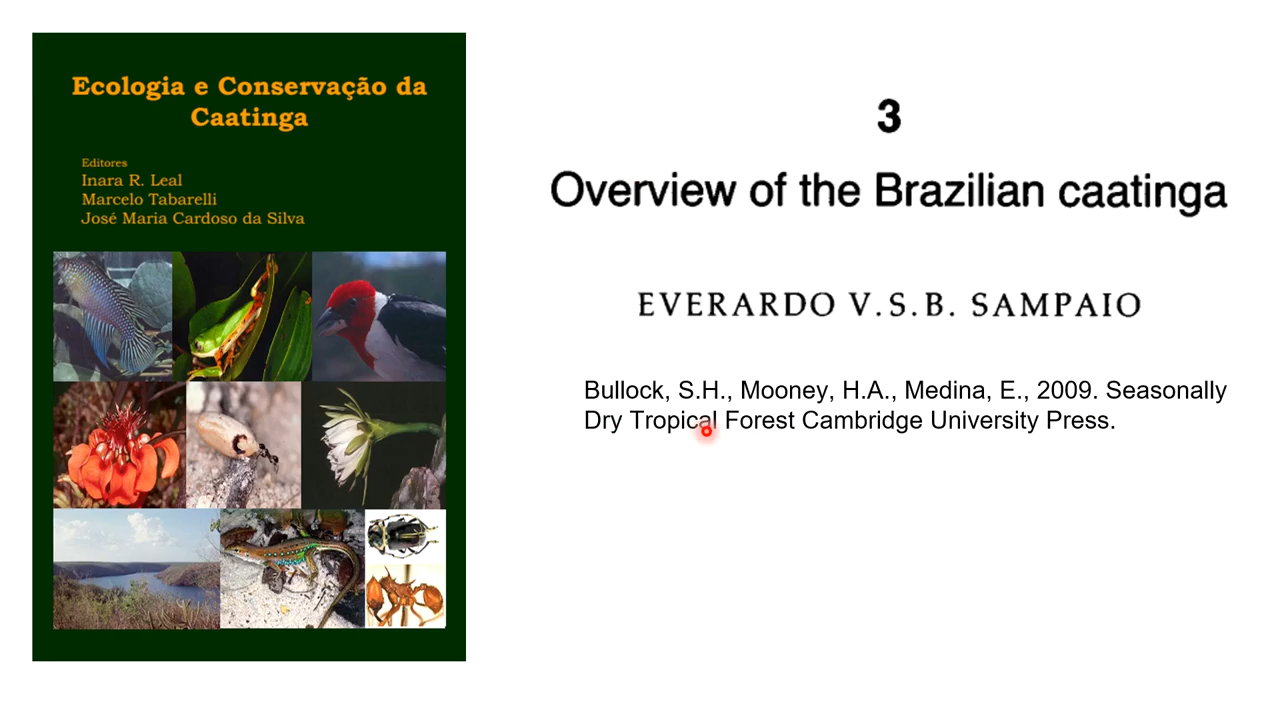 Ecologia e Conservação da
Caatinga
Editores
Inara R. Leal
Marcelo Tabarelli
José Maria Cardoso da Silva
3
Overview of the Brazilian caatinga
EVERARDO V.S.B. SAMPAIO
Bullock, S.H., Mooney, H.A., Medina, E., 2009. Seasonally
Dry Tropical Forest Cambridge University Press.